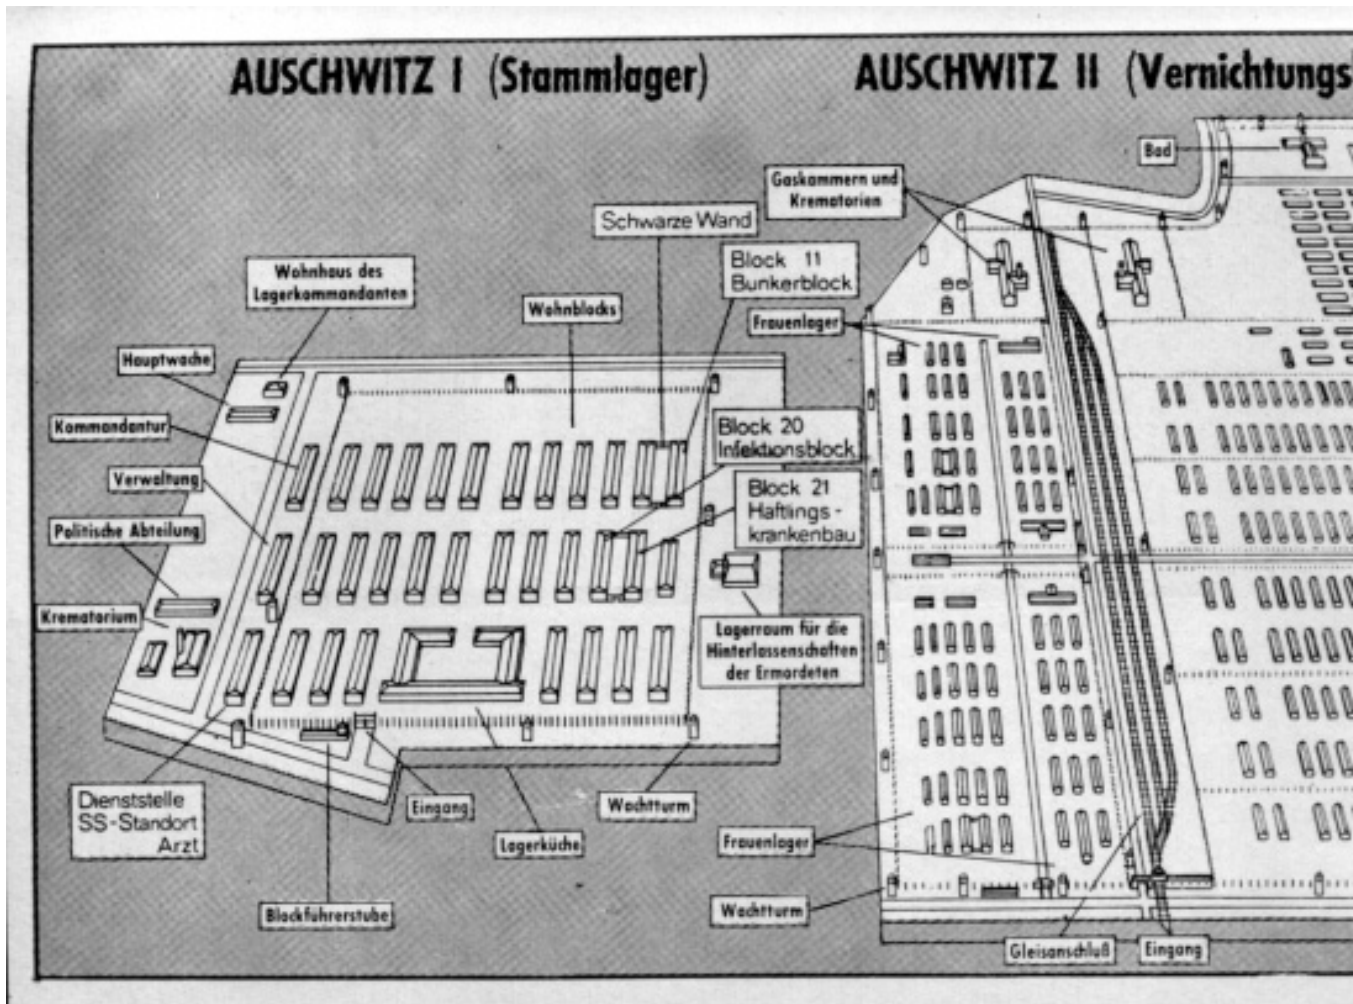 AUSCHWITZ I (Stammlager)
AUSCHWITZ II (Vernichtungs
Bad
Gaskammern und
Krematorien
Schwarze Wand
Block 11
Bunkerblock
Wohnhaus des
Lagerkommandanten
Wohnblocks
Frauenlager
Hauptwache
Kommandantur
Block 20
Infektionsblock
Verwaltung
Block 21
Haftlings-
krankenbau
Politische Abteilung
Krematorium
Lagerraum für die
Hinterlassenschaften
der Ermordeten
Dienststelle
SS-Standort
Arzt
Eingang
Wachtturm
Lagerküche
Frauenlager
Blockführerstube
Wachtturm
Gleisanschluß
Eingang